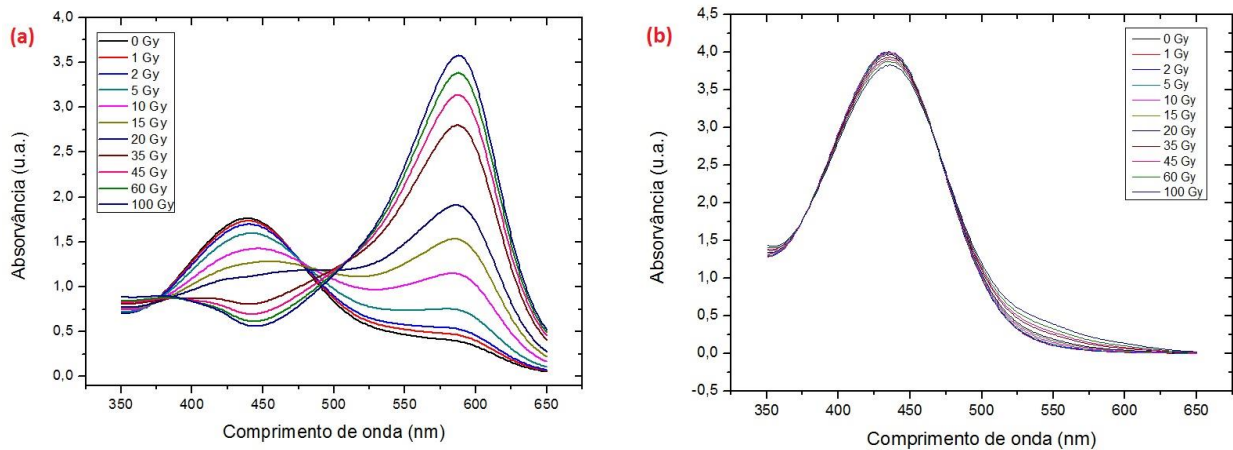 (a)
4,0
3,5
3,0
2,5
2,0
1,5
1,0
0,5
0,0
Absorvância (u.a.)
0 Gy
1 Gy
2 Gy
5 Gy
10 Gy
15 Gy
20 Gy
35 Gy
45 Gy
60 Gy
100 Gy
350 400 450 500 550 600 650
Comprimento de onda (nm)
(b)
4,5
4,0
3,5
3,0
2,5
2,0
1,5
1,0
0,5
0,0
-0,5
Absorvância (u.a.)
0 Gy
1 Gy
2 Gy
5 Gy
10 Gy
15 Gy
20 Gy
35 Gy
45 Gy
60 Gy
100 Gy
350 400 450 500 550 600 650
Comprimento de onda (nm)